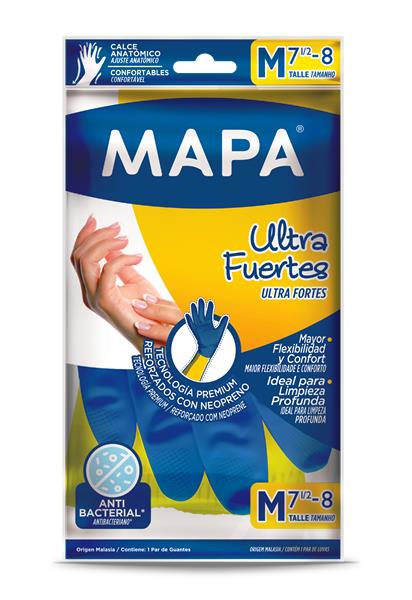 CALCE
ANATÓMICO
AJUSTE ANATÔMICO
CONFORTABLES
CONFORTÁVEL
M 7 1/2-8
TALLE TAMANHO
MAPA®
Ultra
Fuertes
ULTRA FORTES
Mayor
Flexibilidad
y Confort
MAIOR FLEXIBILIDADE E CONFORTO
Ideal para
Limpieza
Profunda
IDEAL PARA LIMPEZA
PROFUNDA
TECNOLOGÍA PREMIUM
REFORZADOS CON NEOPRENO
TECNOLOGIA PREMIUM / REFORÇADO COM NEOPRENE
ANTI
BACTERIAL*
ANTIBACTERIANO*
M 7 1/2-8
TALLE TAMANHO
Origen Malasia / Contiene: 1 Par de Guantes
ORIGEM MALASIA / CONTÉM 1 PAR DE LUVAS